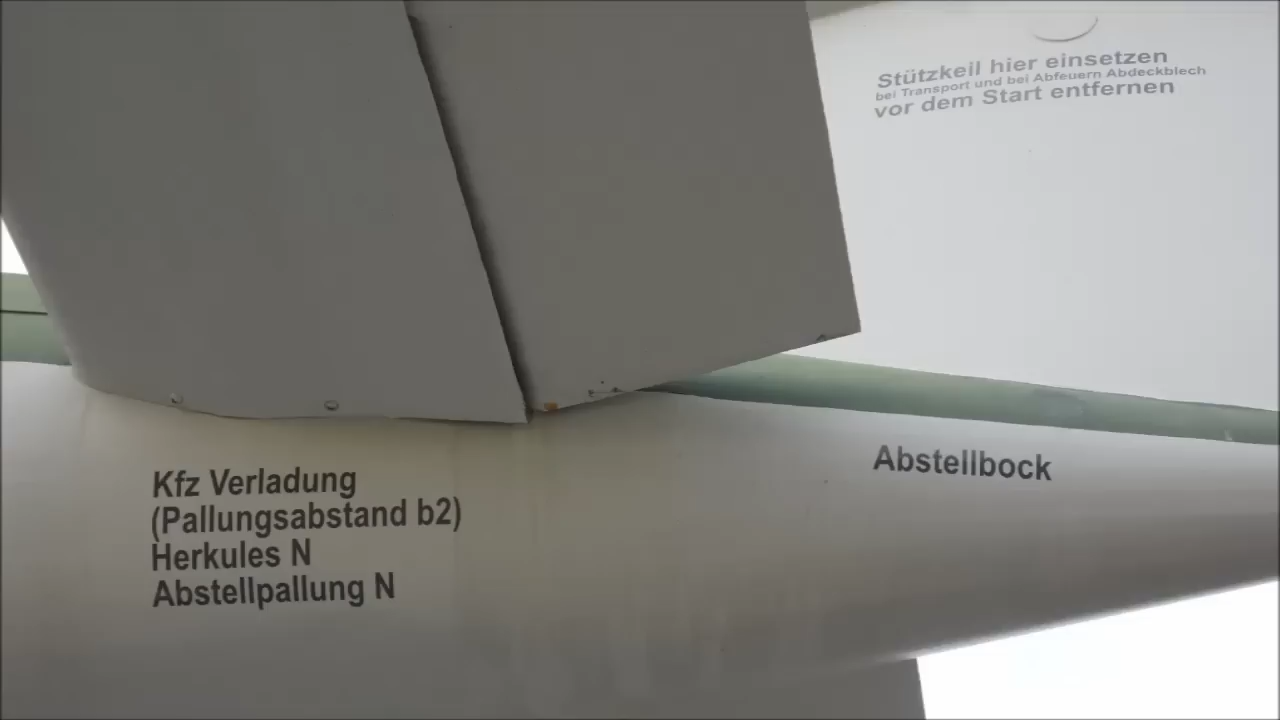 Stützkeil hier einsetzen
bei Transport und bei Abfeuern Abdeckblech
vor dem Start entfernen
Abstellbock
Kfz Verladung
(Pallungsabstand b2)
Herkules N
Abstellpallung N